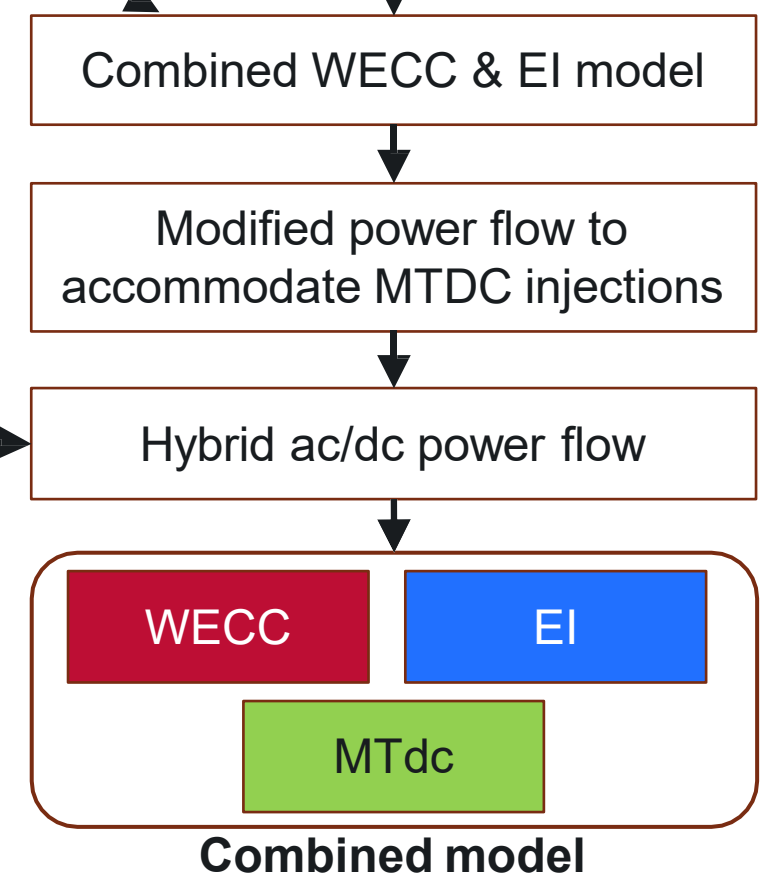 Combined WECC & EI model
Modified power flow to
accommodate MTDC injections
Hybrid ac/dc power flow
WECC
EI
MTdc
Combined model